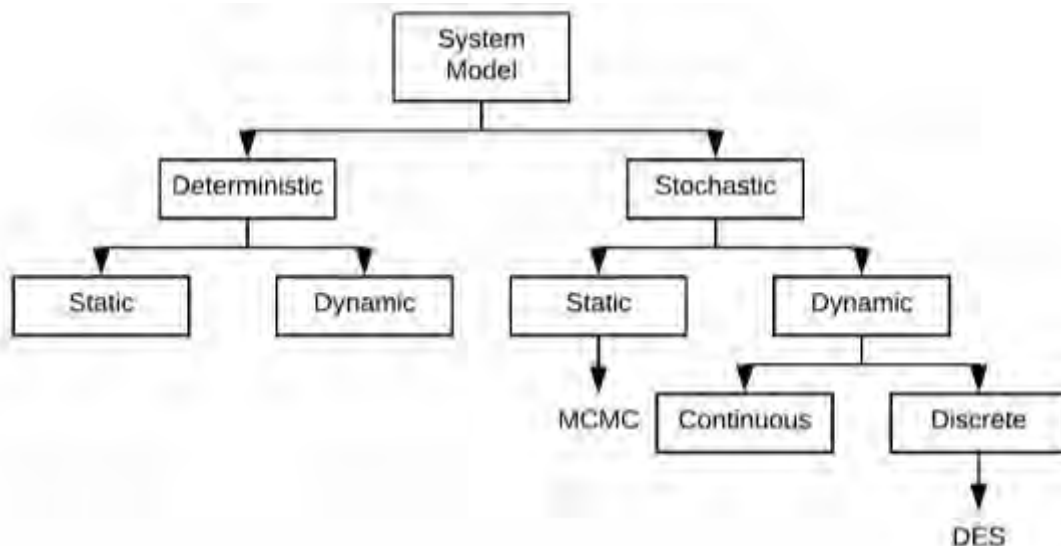 System
Model
Deterministic
Stochastic
Static
Dynamic
Static
Dynamic
MCMC
Continuous
Discrete
DES